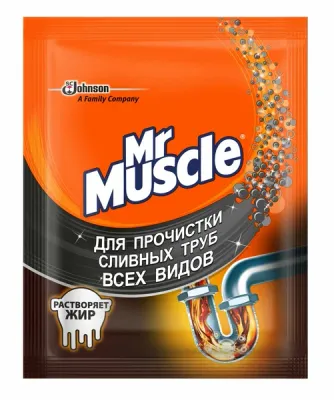 SC Johnson
A Family Company
Mr
Muscle
ДЛЯ ПРОЧИСТКИ
СЛИВНЫХ ТРУБ
ВСЕХ ВИДОВ
РАСТВОРЯЕТ
ЖИР